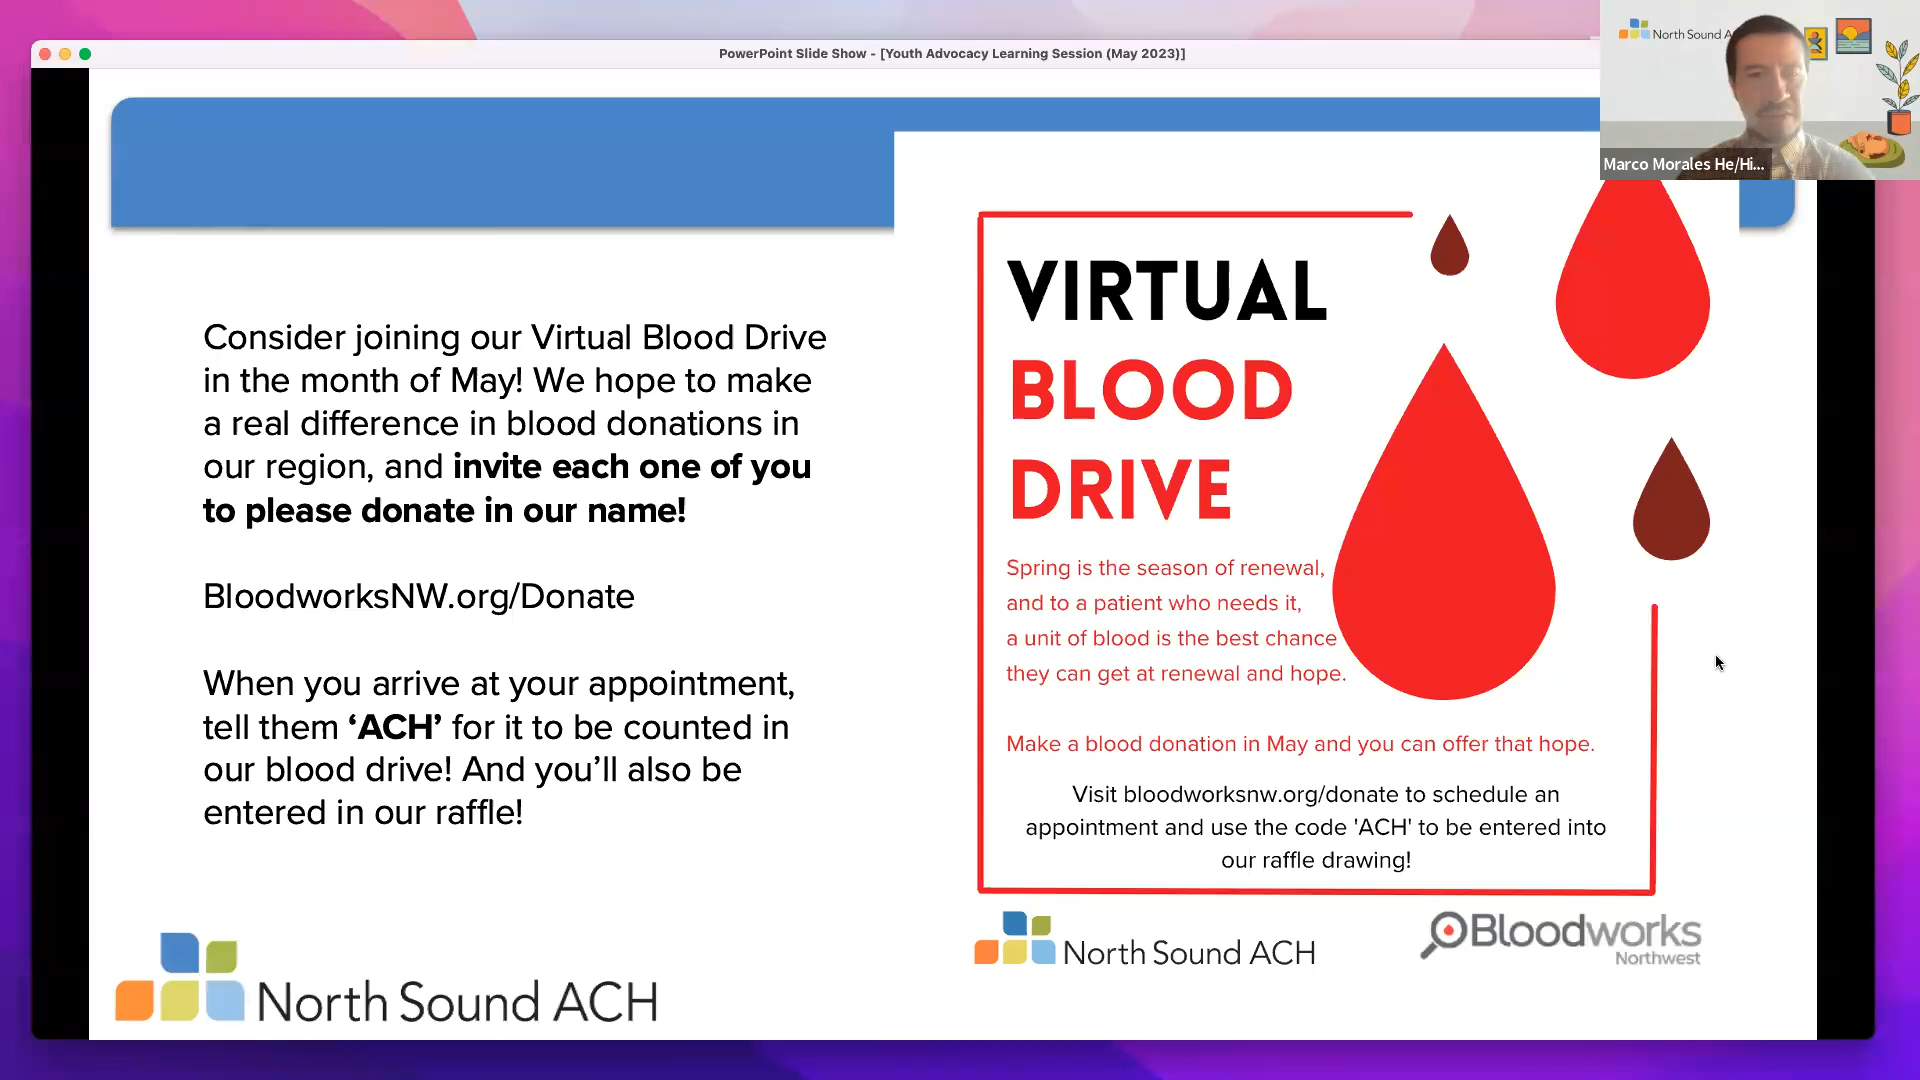 PowerPoint Slide Show - [Youth Advocacy Learning Session (May 2023)]
North Sound A
Marco Morales He/Hi...
Consider joining our Virtual Blood Drive
in the month of May! We hope to make
a real difference in blood donations in
our region, and invite each one of you
to please donate in our name!
BloodworksNW.org/Donate
When you arrive at your appointment,
tell them ‘ACH’ for it to be counted in
our blood drive! And you’ll also be
entered in our raffle!
North Sound ACH
VIRTUAL
BLOOD
DRIVE
Spring is the season of renewal,
and to a patient who needs it,
a unit of blood is the best chance
they can get at renewal and hope.
Make a blood donation in May and you can offer that hope.
Visit bloodworksnw.org/donate to schedule an
appointment and use the code 'ACH' to be entered into
our raffle drawing!
North Sound ACH
Bloodworks
Northwest